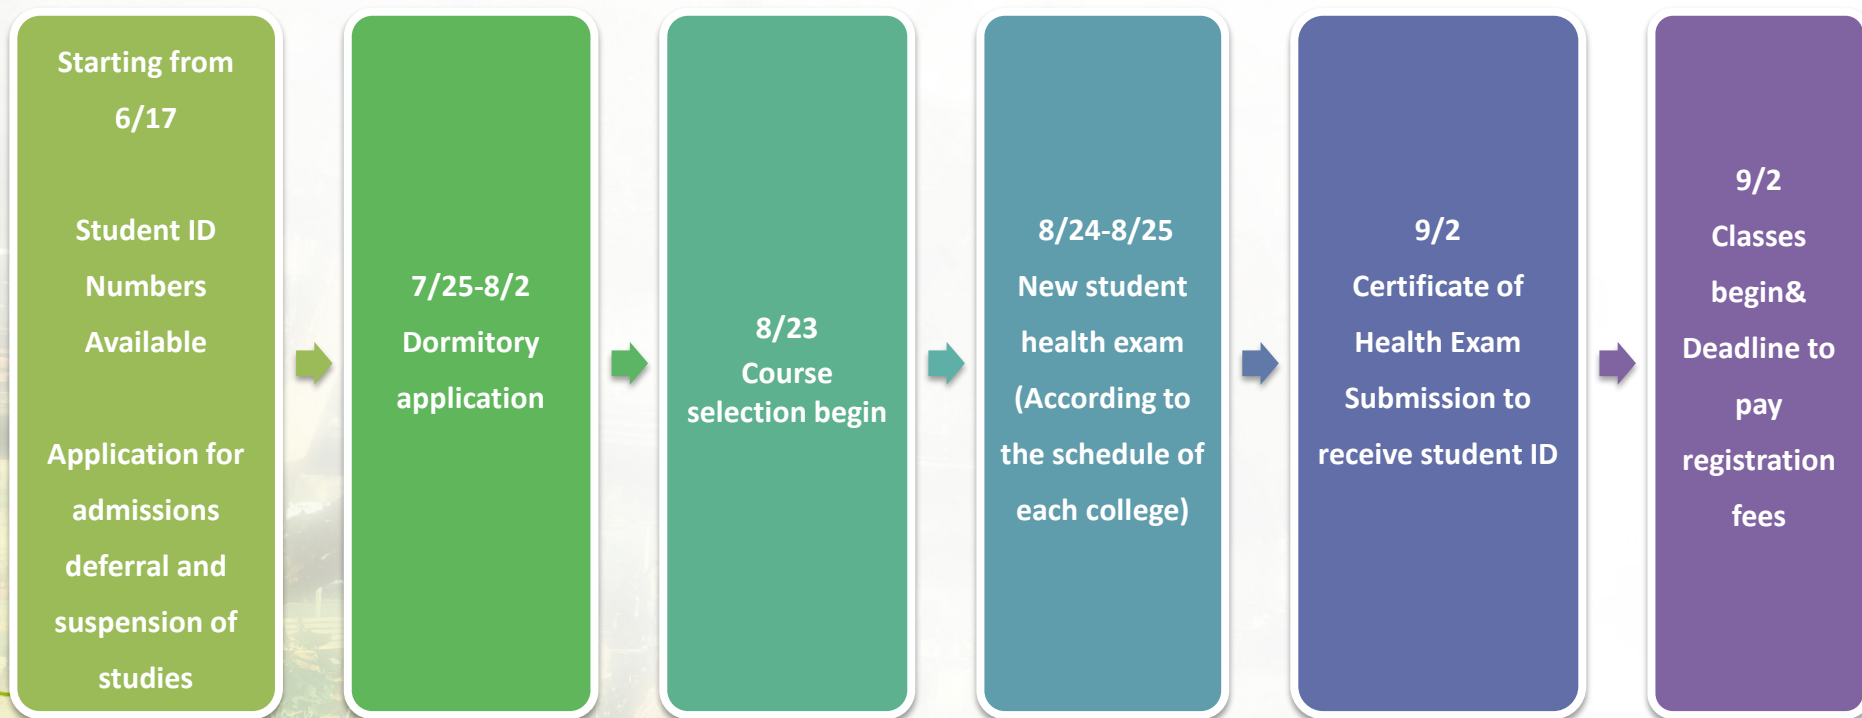 Starting from
6/17
Student ID
Numbers
Available
Application for
admissions
deferral and
suspension of
studies
7/25-8/2
Dormitory
application
8/23
Course
selection begin
8/24-8/25
New student
health exam
(According to
the schedule of
each college)
9/2
Certificate of
Health Exam
Submission to
receive student ID
9/2
Classes
begin&
Deadline to
pay
registration
fees